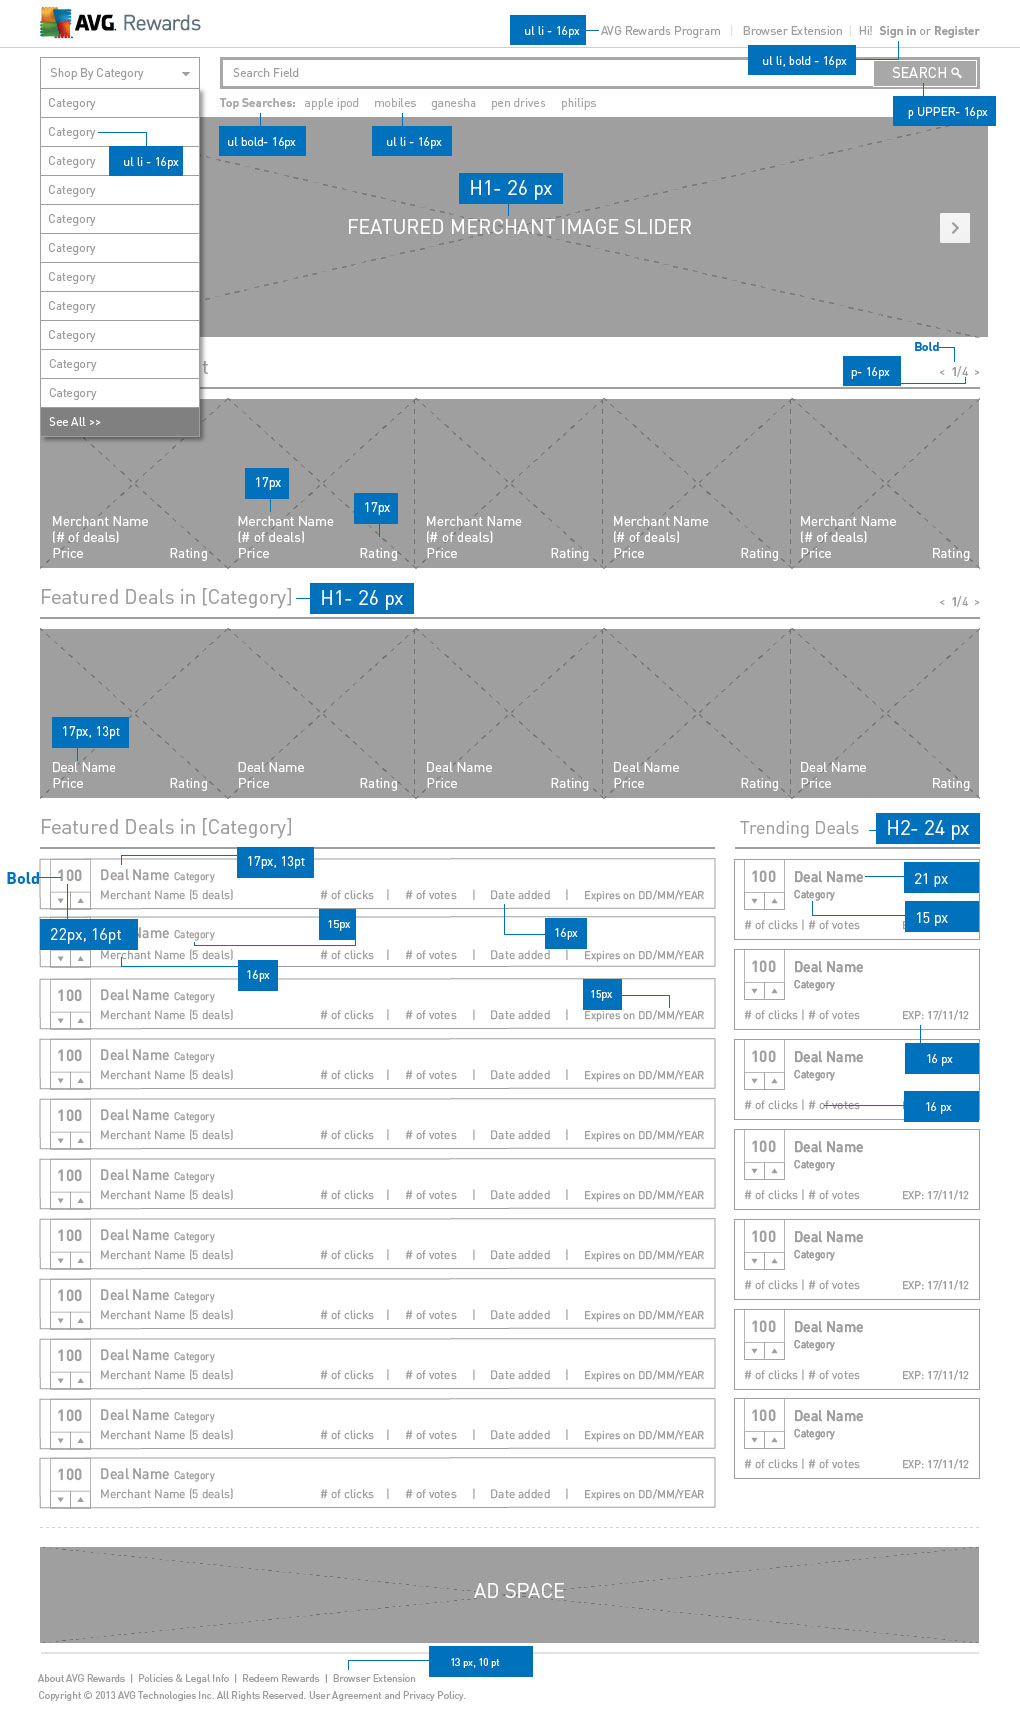 AVG. Rewards
ul li - 16px
AVG Rewards Program | Browser Extension | Hi! Sign in or Register
ul li, bold - 16px
Shop By Category
Search Field
SEARCH
p UPPER- 16px
Top Searches: apple ipod mobiles ganesha pen drives philips
ul bold- 16px
ul li - 16px
Category
Category
ul li - 16px
Category
Category
Category
Category
Category
Category
Category
Category
Category
See All >>
H1- 26 px
FEATURED MERCHANT IMAGE SLIDER
Bold
p- 16px
< 1/4 >
17px
17px
Merchant Name Merchant Name Merchant Name Merchant Name Merchant Name
(# of deals) (# of deals) (# of deals) (# of deals) (# of deals)
Price Rating Price Rating Price Rating Price Rating Price Rating
Featured Deals in [Category]
H1- 26 px
< 1/4 >
17px, 13pt
Deal Name Deal Name Deal Name Deal Name Deal Name
Price Rating Price Rating Price Rating Price Rating Price Rating
Featured Deals in [Category]
17px, 13pt
Bold
100 Deal Name Category
Merchant Name (5 deals) # of clicks | # of votes | Date added | Expires on DD/MM/YEAR
22px, 16pt
15px
16px
Name Category
Merchant Name (5 deals) # of clicks | # of votes | Date added | Expires on DD/MM/YEAR
16px
15px
100 Deal Name Category
Merchant Name (5 deals) # of clicks | # of votes | Date added | Expires on DD/MM/YEAR
100 Deal Name Category
Merchant Name (5 deals) # of clicks | # of votes | Date added | Expires on DD/MM/YEAR
100 Deal Name Category
Merchant Name (5 deals) # of clicks | # of votes | Date added | Expires on DD/MM/YEAR
100 Deal Name Category
Merchant Name (5 deals) # of clicks | # of votes | Date added | Expires on DD/MM/YEAR
100 Deal Name Category
Merchant Name (5 deals) # of clicks | # of votes | Date added | Expires on DD/MM/YEAR
100 Deal Name Category
Merchant Name (5 deals) # of clicks | # of votes | Date added | Expires on DD/MM/YEAR
100 Deal Name Category
Merchant Name (5 deals) # of clicks | # of votes | Date added | Expires on DD/MM/YEAR
100 Deal Name Category
Merchant Name (5 deals) # of clicks | # of votes | Date added | Expires on DD/MM/YEAR
100 Deal Name Category
Merchant Name (5 deals) # of clicks | # of votes | Date added | Expires on DD/MM/YEAR
Trending Deals
H2- 24 px
100 Deal Name
21 px
Category
15 px
# of clicks | # of votes
100 Deal Name
Category
# of clicks | # of votes EXP: 17/11/12
100 Deal Name
16 px
Category
# of clicks | # of votes
16 px
100 Deal Name
Category
# of clicks | # of votes EXP: 17/11/12
100 Deal Name
Category
# of clicks | # of votes EXP: 17/11/12
100 Deal Name
Category
# of clicks | # of votes EXP: 17/11/12
100 Deal Name
Category
# of clicks | # of votes EXP: 17/11/12
AD SPACE
13 px, 10 pt
About AVG Rewards | Policies & Legal Info | Redeem Rewards | Browser Extension
Copyright © 2013 AVG Technologies Inc. All Rights Reserved. User Agreement and Privacy Policy.